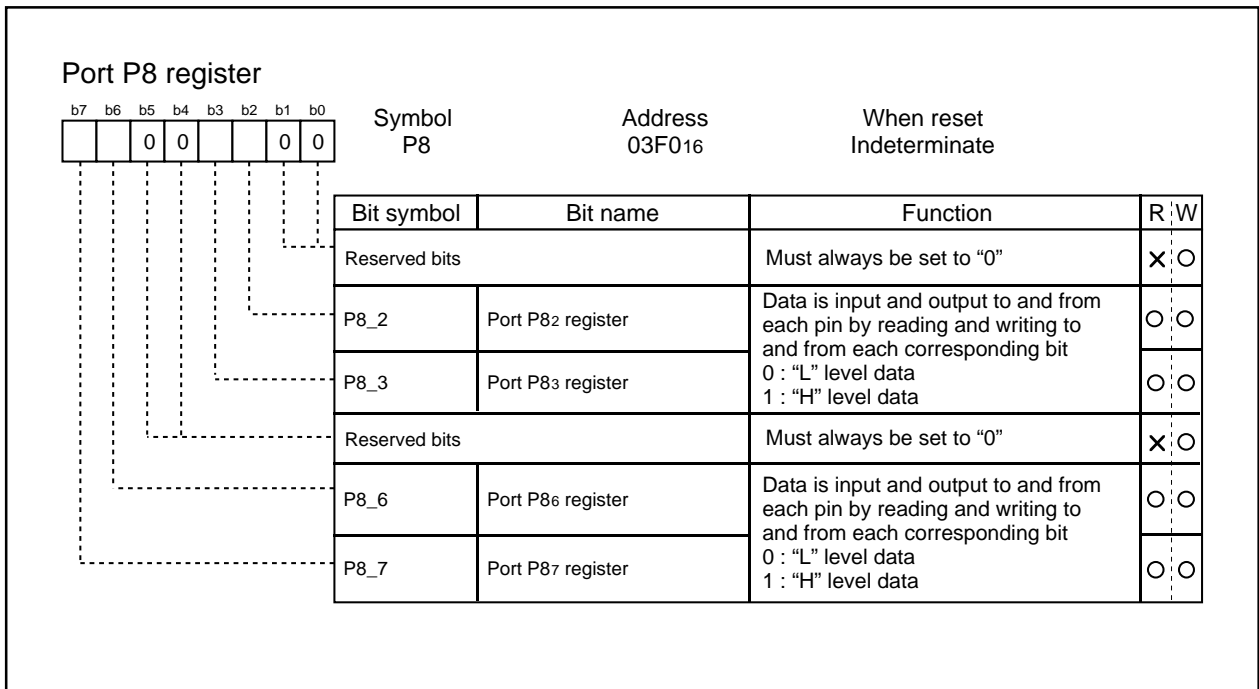 Port P8 register
b7 b6 b5 b4 b3 b2 b1 b0
0 0 0 0
Symbol Address When reset
P8 03F016 Indeterminate
Bit symbol Bit name Function R W
Reserved bits Must always be set to “0” X O
P8_2 Port P82 register Data is input and output to and from
each pin by reading and writing to
and from each corresponding bit
0 : “L” level data
1 : “H” level data O O
P8_3 Port P83 register O O
Reserved bits Must always be set to “0” X O
P8_6 Port P86 register Data is input and output to and from
each pin by reading and writing to
and from each corresponding bit
0 : “L” level data
1 : “H” level data O O
P8_7 Port P87 register O O